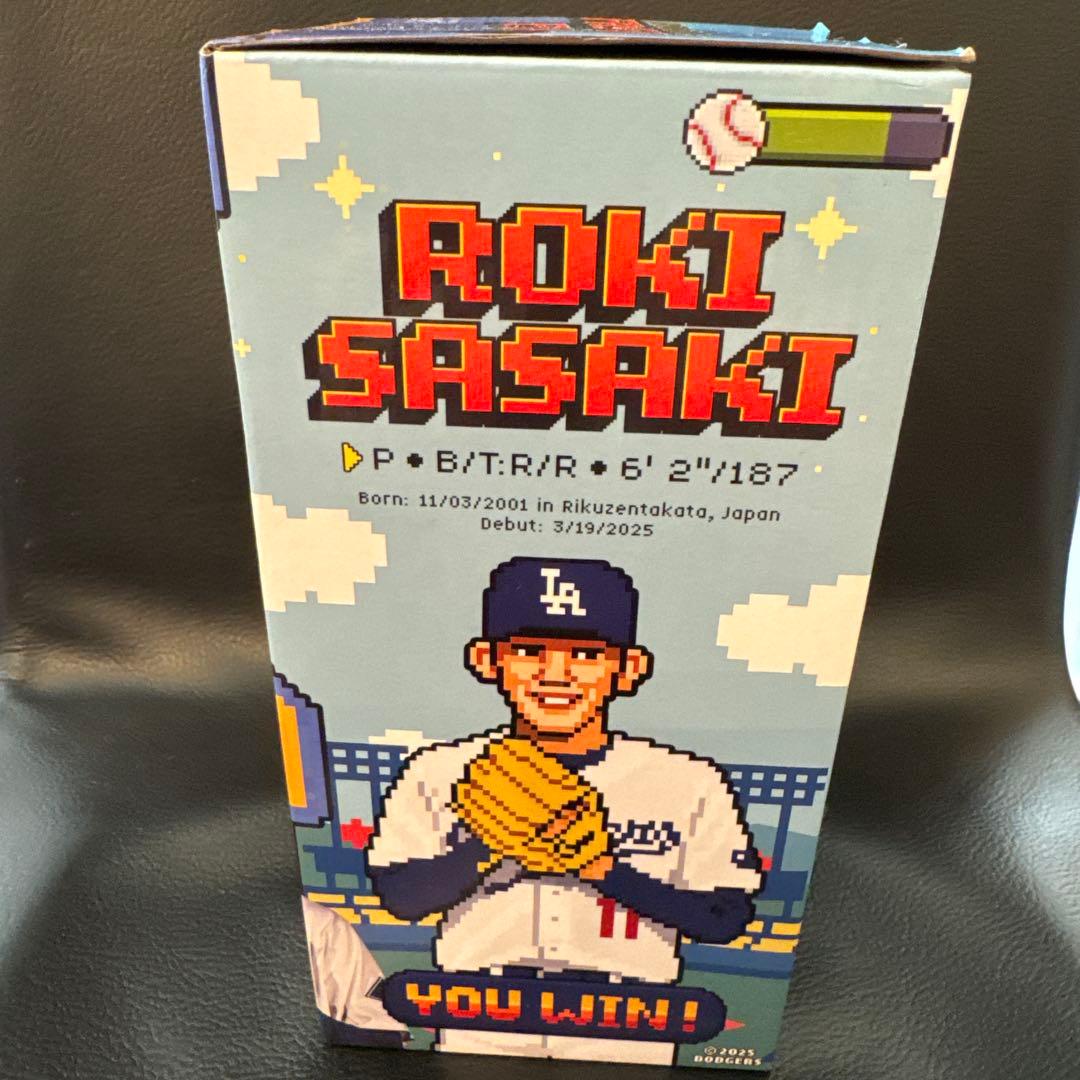 ROKI
SASAKI
P • B/T:R/R • 6' 2"/187
Born: 11/03/2001 in Rikuzentakata, Japan
Debut: 3/19/2025
LA
11
YOU WIN!
©2025
DODGERS